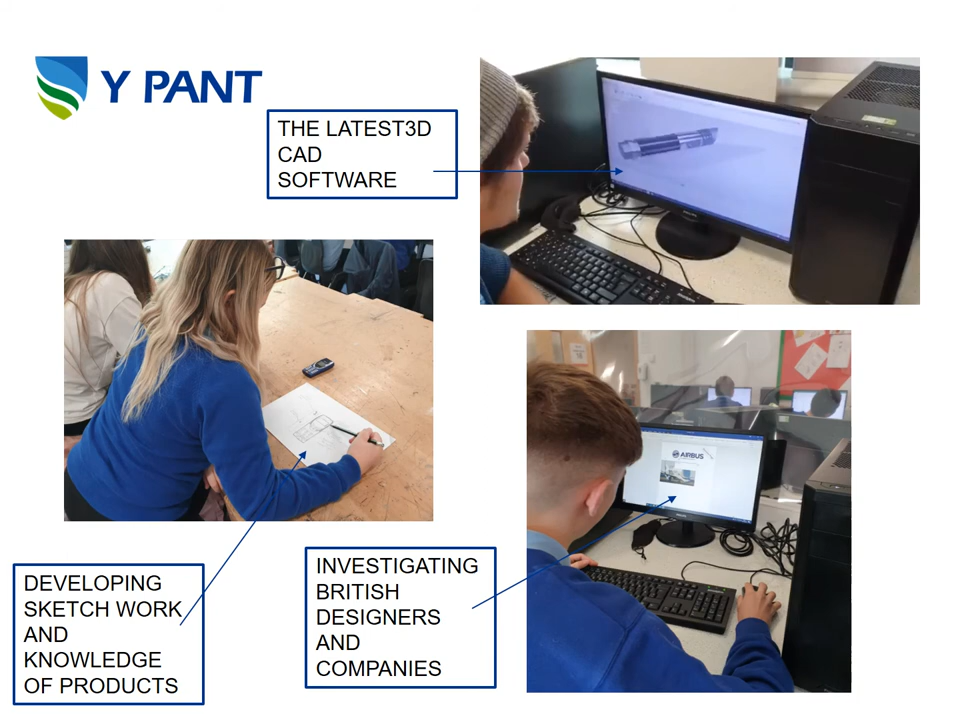 Y PANT
THE LATEST3D
CAD
SOFTWARE
AIRBUS
DEVELOPING
SKETCH WORK
AND
KNOWLEDGE
OF PRODUCTS
INVESTIGATING
BRITISH
DESIGNERS
AND
COMPANIES